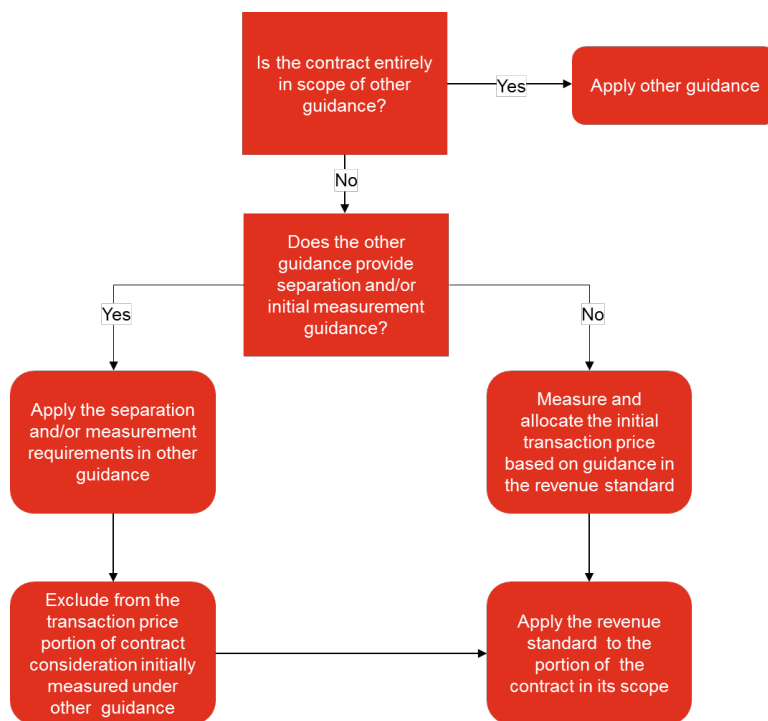 Is the contract entirely
in scope of other
guidance?
Yes
Apply other guidance
No
Does the other
guidance provide
separation and/or
initial measurement
guidance?
Yes
No
Apply the separation
and/or measurement
requirements in other
guidance
Measure and
allocate the initial
transaction price
based on guidance in
the revenue standard
Exclude from the
transaction price
portion of contract
consideration initially
measured under
other guidance
Apply the revenue
standard to the
portion of the
contract in its scope